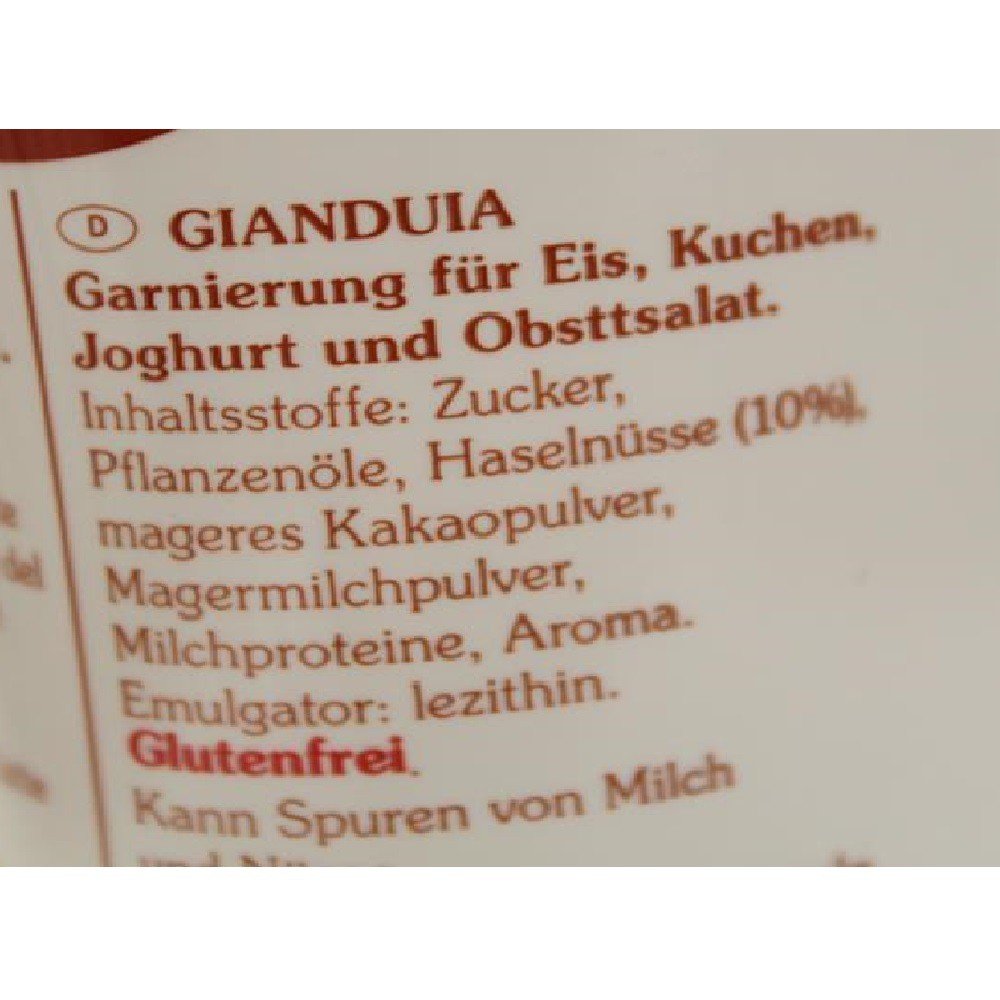 D GIANDUIA
Garnierung für Eis, Kuchen,
Joghurt und Obsttsalat.
Inhaltsstoffe: Zucker,
Pflanzenöle, Haselnüsse (10%),
mageres Kakaopulver,
Magermilchpulver,
Milchproteine, Aroma.
Emulgator: lezithin.
Glutenfrei.
Kann Spuren von Milch
und